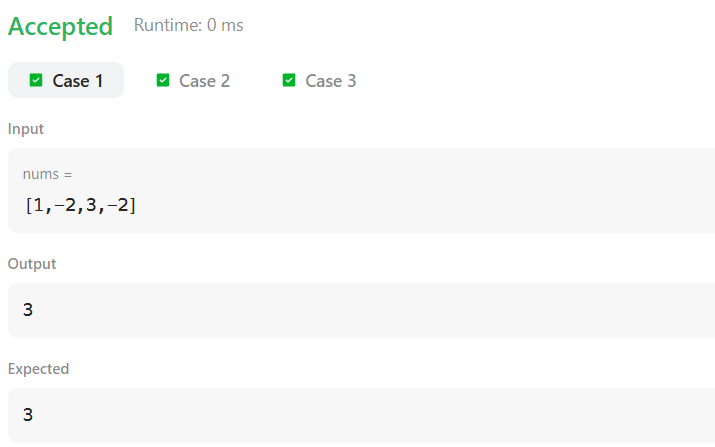 Accepted Runtime: 0 ms
Case 1 Case 2 Case 3
Input
nums =
[1,-2,3,-2]
Output
3
Expected
3